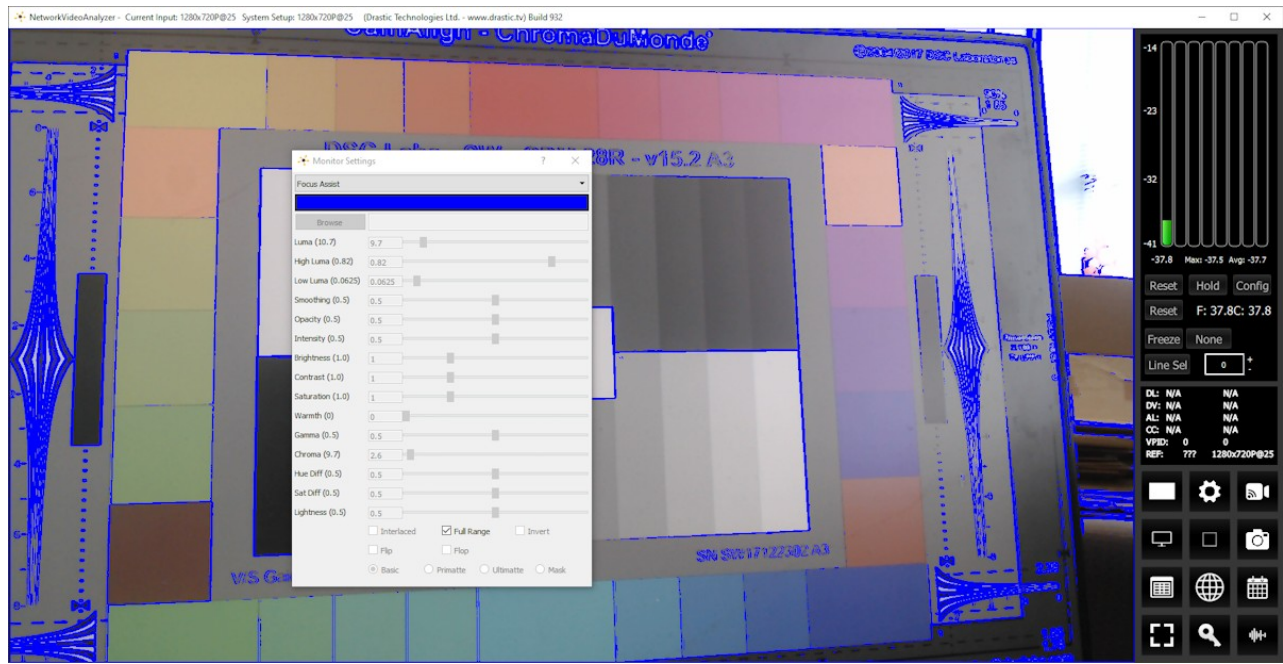 NetworkVideoAnalyzer - Current Input: 1280x720P@25 System Setup: 1280x720P@25 (Drastic Technologies Ltd. - www.drastic.tv) Build 932
CamAlign - ChromaDuMonde
DSC Labs
28R - v15.2 A3
Monitor Settings
? ×
Focus Assist
Browse
Luma (10.7) 9.7
High Luma (0.82) 0.82
Low Luma (0.0625) 0.0625
Smoothing (0.5) 0.5
Opacity (0.5) 0.5
Intensity (0.5) 0.5
Brightness (1.0) 1
Contrast (1.0) 1
Saturation (1.0) 1
Warmth (0) 0
Gamma (0.5) 0.5
Chroma (9.7) 2.6
Hue Diff (0.5) 0.5
Sat Diff (0.5) 0.5
Lightness (0.5) 0.5
Interlaced Full Range Invert
Flip Flop
Basic Primatte Ultimatte Mask
-14
-23
-32
-41
-37.8 Max: -37.5 Avg: -37.7
Reset Hold Config
Reset F: 37.8C: 37.8
Freeze None
Line Sel 0 + -
DL: N/A N/A
DV: N/A N/A
AL: N/A N/A
CC: N/A N/A
VPID: 0 0
REF: ??? 1280x720P@25